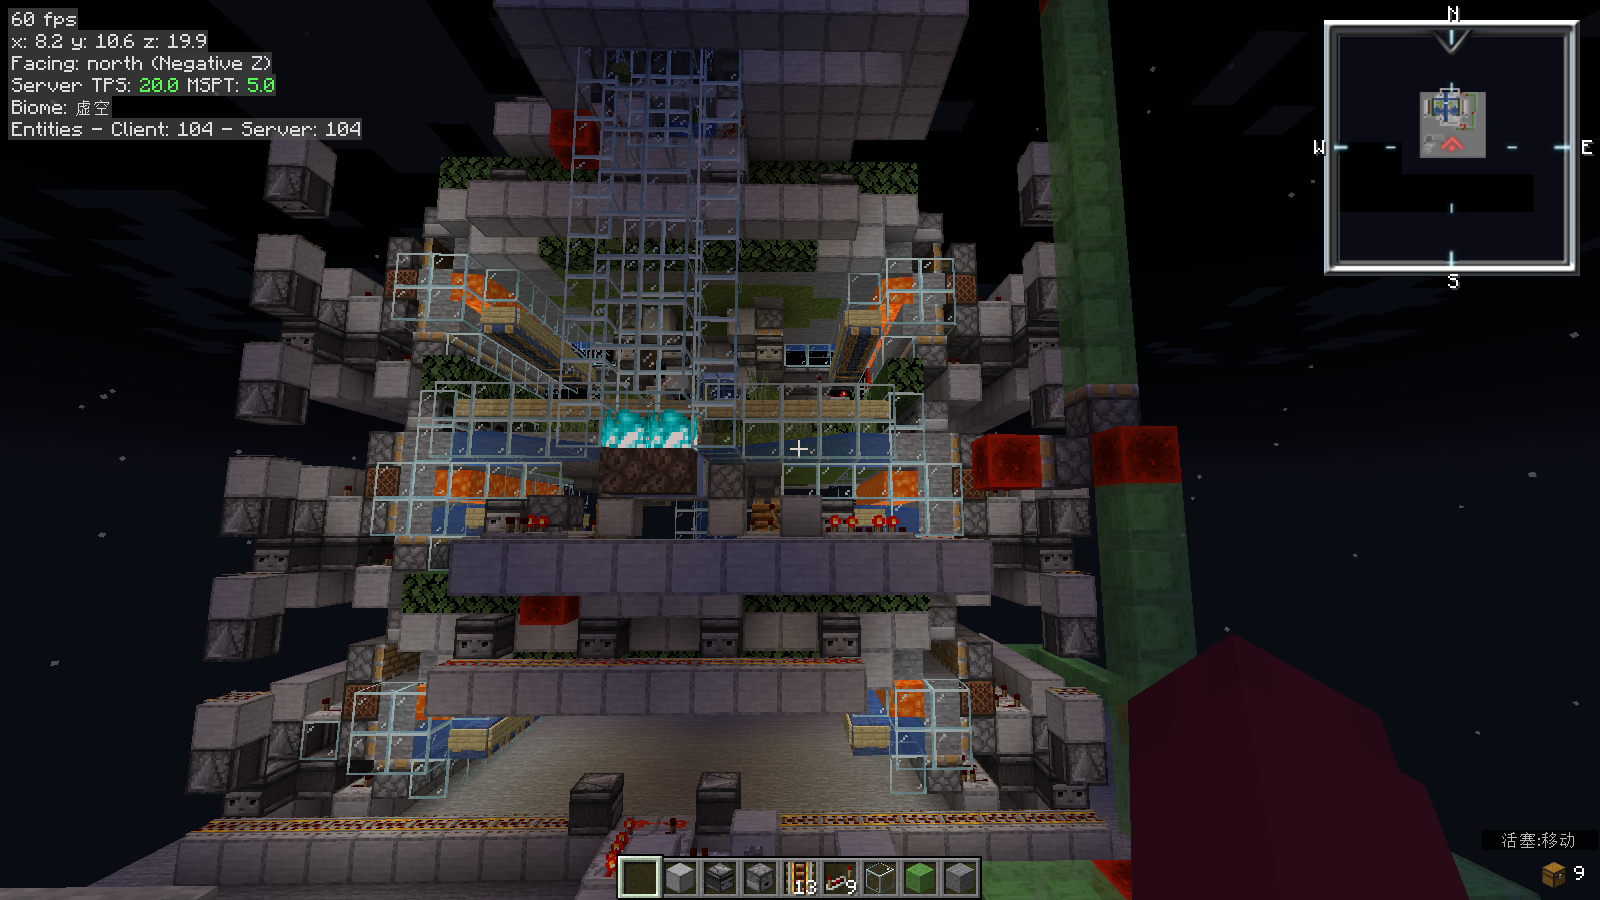 60 fps
x: 8.2 y: 10.6 z: 19.9
Facing: north (Negative Z)
Server TPS: 20.0 MSPT: 5.0
Biome: 虚空
Entities - Client: 104 - Server: 104
N
W
E
S
活塞:移动
9
13
9